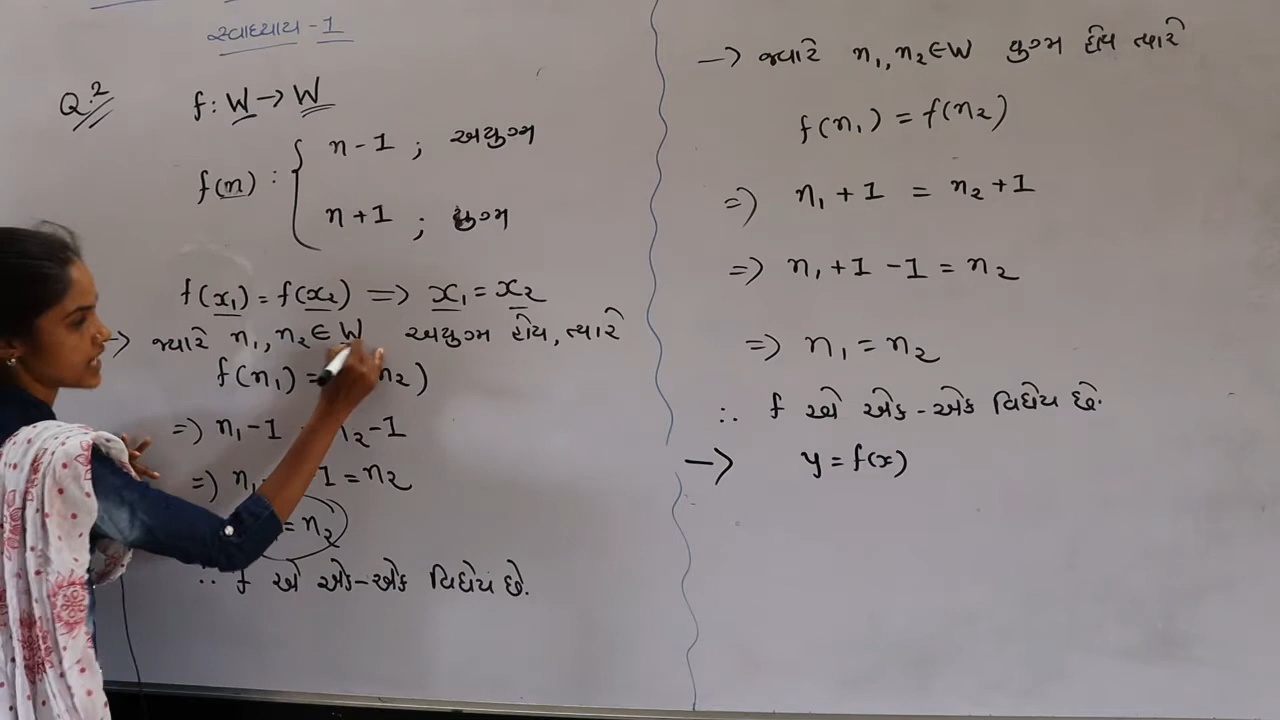 સ્વાધ્યાય - 1
Q.2 f: W → W
f(n) : { n - 1 ; અયુગ્મ
n + 1 ; યુગ્મ
f(x₁) = f(x₂) => x₁ = x₂
→ જ્યારે n₁, n₂ ∈ W અયુગ્મ હોય, ત્યારે
f(n₁) = n₂)
=> n₁ - 1 2 - 1
=> n₁ 1 = n₂
= n₂
∴ f એ એક-એક વિધેય છે.
→ જ્યારે n₁, n₂ ∈ W યુગ્મ હોય ત્યારે
f(n₁) = f(n₂)
=> n₁ + 1 = n₂ + 1
=> n₁ + 1 - 1 = n₂
=> n₁ = n₂
∴ f એ એક-એક વિધેય છે.
→ y = f(x)